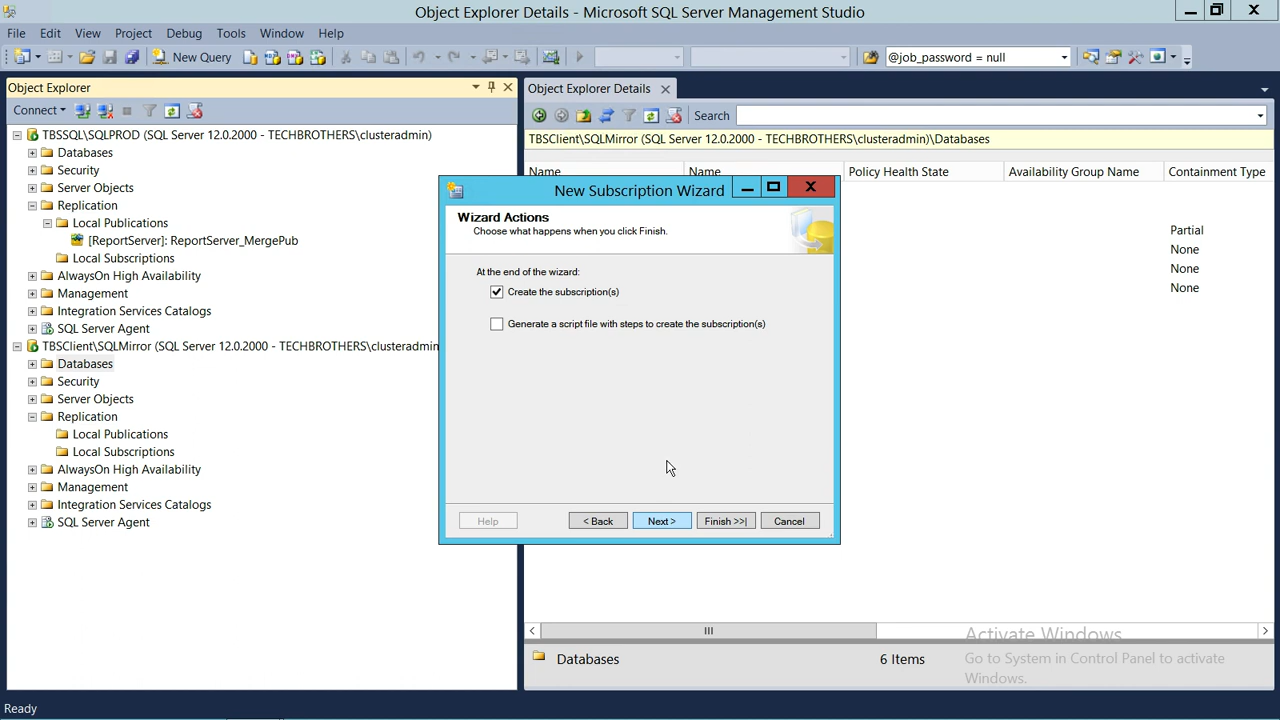 Object Explorer Details - Microsoft SQL Server Management Studio
File Edit View Project Debug Tools Window Help
New Query
@job_password = null
Object Explorer
Connect
TBSSQL\SQLPROD (SQL Server 12.0.2000 - TECHBROTHERS\clusteradmin)
Databases
Security
Server Objects
Replication
Local Publications
[ReportServer]: ReportServer_MergePub
Local Subscriptions
AlwaysOn High Availability
Management
Integration Services Catalogs
SQL Server Agent
TBSClient\SQLMirror (SQL Server 12.0.2000 - TECHBROTHERS\clusteradmin
Databases
Security
Server Objects
Replication
Local Publications
Local Subscriptions
AlwaysOn High Availability
Management
Integration Services Catalogs
SQL Server Agent
Object Explorer Details
Search
TBSClient\SQLMirror (SQL Server 12.0.2000 - TECHBROTHERS\clusteradmin)\Databases
Name Name Policy Health State Availability Group Name Containment Type
Partial
None
None
None
New Subscription Wizard
Wizard Actions
Choose what happens when you click Finish.
At the end of the wizard:
Create the subscription(s)
Generate a script file with steps to create the subscription(s)
Help < Back Next > Finish >>| Cancel
Databases 6 Items
Activate Windows
Go to System in Control Panel to activate
Windows.
Ready